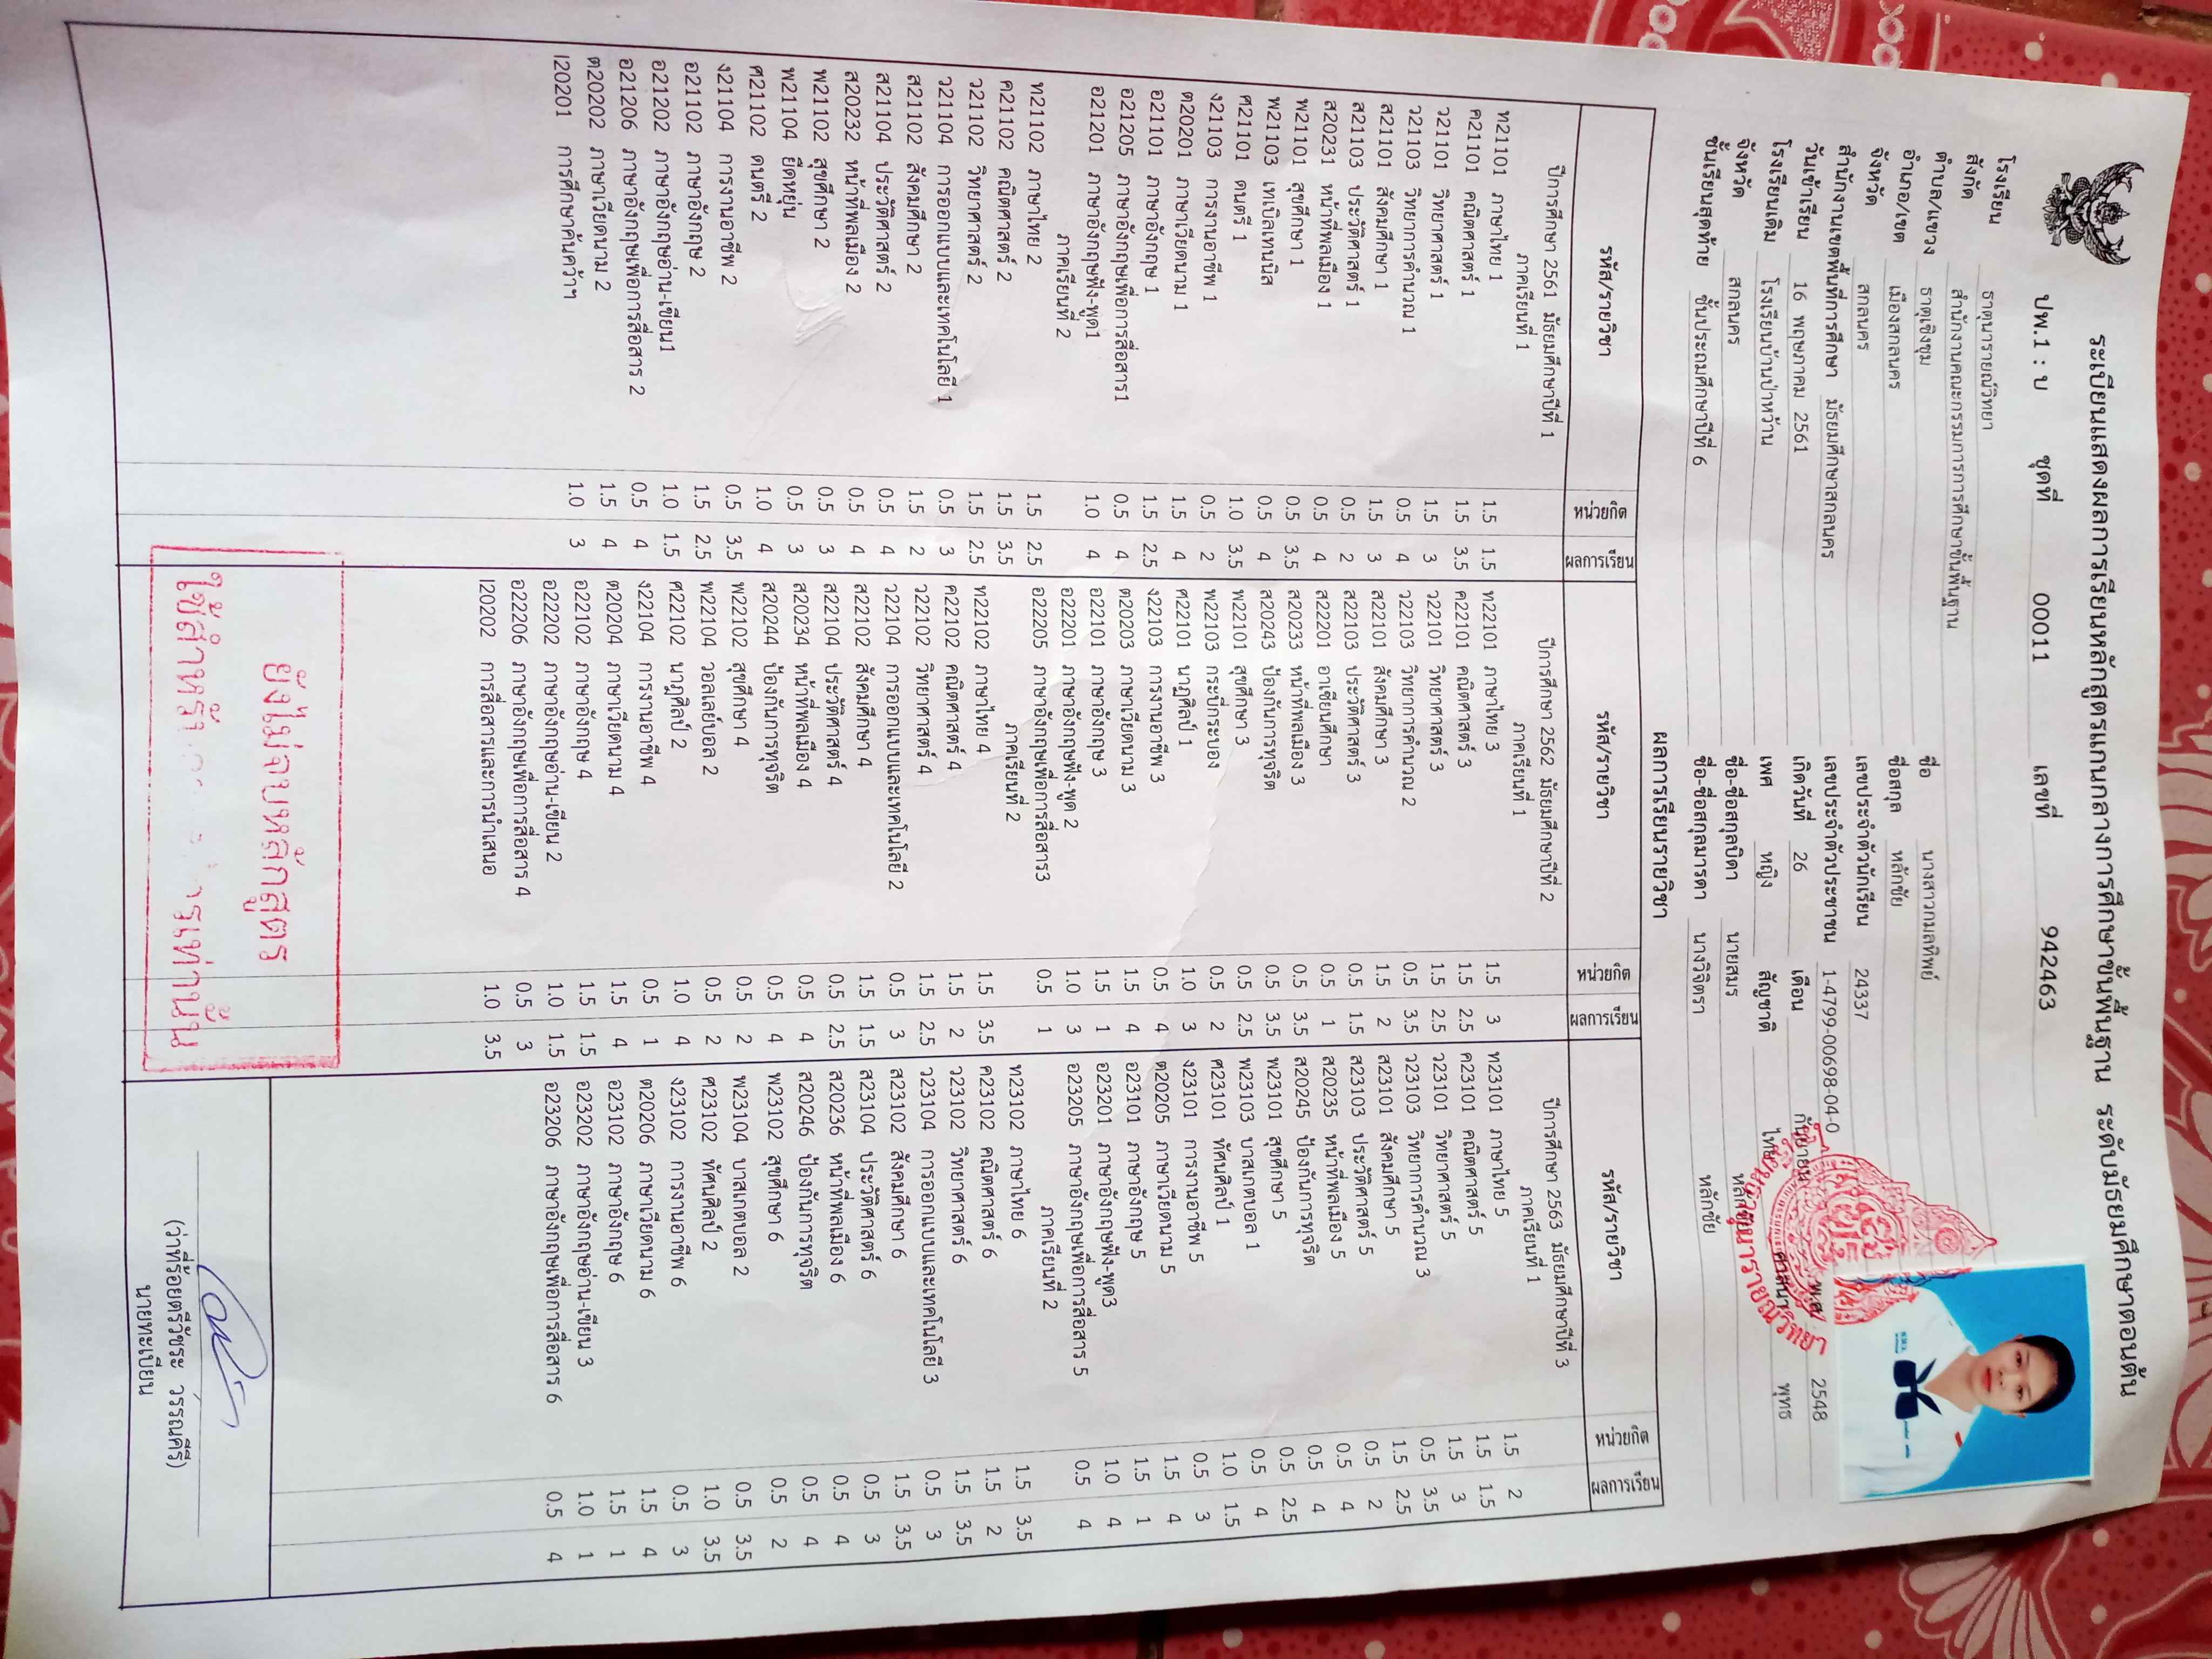 ระเบียนแสดงผลการเรียนหลักสูตรแกนกลางการศึกษาขั้นพื้นฐาน ระดับมัธยมศึกษาตอนต้น
ปพ.1 : บ ชุดที่ 00011 เลขที่ 942463
โรงเรียน ธาตุนารายณ์วิทยา
สังกัด สำนักงานคณะกรรมการการศึกษาขั้นพื้นฐาน
ตำบล/แขวง ธาตุเชิงชุม
อำเภอ/เขต เมืองสกลนคร
จังหวัด สกลนคร
สำนักงานเขตพื้นที่การศึกษา มัธยมศึกษาสกลนคร
วันเข้าเรียน 16 พฤษภาคม 2561
โรงเรียนเดิม โรงเรียนบ้านป่าหว้าน
จังหวัด สกลนคร
ชั้นเรียนสุดท้าย ชั้นประถมศึกษาปีที่ 6
ชื่อ นางสาวกมลทิพย์
ชื่อสกุล หลักชัย
เลขประจำตัวนักเรียน 24337
เลขประจำตัวประชาชน 1-4799-00698-04-0
เกิดวันที่ 26 เดือน กันยายน พ.ศ. 2548
เพศ หญิง สัญชาติ ไทย ศาสนา พุทธ
ชื่อ-ชื่อสกุลบิดา นายสมร หลักชัย
ชื่อ-ชื่อสกุลมารดา นางวิจิตรา หลักชัย
ผลการเรียนรายวิชา
รหัส/รายวิชา หน่วยกิต ผลการเรียน
ปีการศึกษา 2561 มัธยมศึกษาปีที่ 1
ภาคเรียนที่ 1
ท21101 ภาษาไทย 1 1.5 1.5
ค21101 คณิตศาสตร์ 1 1.5 3.5
ว21101 วิทยาศาสตร์ 1 1.5 3
ว21103 วิทยาการคำนวณ 1 0.5 4
ส21101 สังคมศึกษา 1 1.5 3
ส21103 ประวัติศาสตร์ 1 0.5 2
ส20231 หน้าที่พลเมือง 1 0.5 4
พ21101 สุขศึกษา 1 0.5 3.5
พ21103 เทเบิลเทนนิส 0.5 4
ศ21101 ดนตรี 1 1.0 3.5
ง21103 การงานอาชีพ 1 0.5 2
ต20201 ภาษาเวียดนาม 1 1.5 4
อ21101 ภาษาอังกฤษ 1 1.5 2.5
อ21205 ภาษาอังกฤษเพื่อการสื่อสาร1 0.5 4
อ21201 ภาษาอังกฤษฟัง-พูด1 1.0 4
ภาคเรียนที่ 2
ท21102 ภาษาไทย 2 1.5 2.5
ค21102 คณิตศาสตร์ 2 1.5 3.5
ว21102 วิทยาศาสตร์ 2 1.5 2.5
ว21104 การออกแบบและเทคโนโลยี 1 0.5 3
ส21102 สังคมศึกษา 2 1.5 2
ส21104 ประวัติศาสตร์ 2 0.5 4
ส20232 หน้าที่พลเมือง 2 0.5 4
พ21102 สุขศึกษา 2 0.5 3
พ21104 ยืดหยุ่น 0.5 3
ศ21102 ดนตรี 2 1.0 4
ง21104 การงานอาชีพ 2 0.5 3.5
อ21102 ภาษาอังกฤษ 2 1.5 2.5
อ21202 ภาษาอังกฤษอ่าน-เขียน1 1.0 1.5
อ21206 ภาษาอังกฤษเพื่อการสื่อสาร 2 0.5 4
ต20202 ภาษาเวียดนาม 2 1.5 4
I20201 การศึกษาค้นคว้าฯ 1.0 3
รหัส/รายวิชา หน่วยกิต ผลการเรียน
ปีการศึกษา 2562 มัธยมศึกษาปีที่ 2
ภาคเรียนที่ 1
ท22101 ภาษาไทย 3 1.5 3
ค22101 คณิตศาสตร์ 3 1.5 2.5
ว22101 วิทยาศาสตร์ 3 1.5 2.5
ว22103 วิทยาการคำนวณ 2 0.5 3.5
ส22101 สังคมศึกษา 3 1.5 2
ส22103 ประวัติศาสตร์ 3 0.5 1.5
ส22201 อาเซียนศึกษา 0.5 1
ส20233 หน้าที่พลเมือง 3 0.5 3.5
ส20243 ป้องกันการทุจริต 0.5 3.5
พ22101 สุขศึกษา 3 0.5 2.5
พ22103 กระบี่กระบอง 0.5 2
ศ22101 นาฏศิลป์ 1 1.0 3
ง22103 การงานอาชีพ 3 0.5 4
ต20203 ภาษาเวียดนาม 3 1.5 4
อ22101 ภาษาอังกฤษ 3 1.5 1
อ22201 ภาษาอังกฤษฟัง-พูด 2 1.0 3
อ22205 ภาษาอังกฤษเพื่อการสื่อสาร3 0.5 1
ภาคเรียนที่ 2
ท22102 ภาษาไทย 4 1.5 3.5
ค22102 คณิตศาสตร์ 4 1.5 2
ว22102 วิทยาศาสตร์ 4 1.5 2.5
ว22104 การออกแบบและเทคโนโลยี 2 0.5 3
ส22102 สังคมศึกษา 4 1.5 1.5
ส22104 ประวัติศาสตร์ 4 0.5 2.5
ส20234 หน้าที่พลเมือง 4 0.5 4
ส20244 ป้องกันการทุจริต 0.5 4
พ22102 สุขศึกษา 4 0.5 2
พ22104 วอลเลย์บอล 2 0.5 2
ศ22102 นาฏศิลป์ 2 1.0 4
ง22104 การงานอาชีพ 4 0.5 1
ต20204 ภาษาเวียดนาม 4 1.5 4
อ22102 ภาษาอังกฤษ 4 1.5 1.5
อ22202 ภาษาอังกฤษอ่าน-เขียน 2 1.0 1.5
อ22206 ภาษาอังกฤษเพื่อการสื่อสาร 4 0.5 3
I20202 การสื่อสารและการนำเสนอ 1.0 3.5
รหัส/รายวิชา หน่วยกิต ผลการเรียน
ปีการศึกษา 2563 มัธยมศึกษาปีที่ 3
ภาคเรียนที่ 1
ท23101 ภาษาไทย 5 1.5 2
ค23101 คณิตศาสตร์ 5 1.5 1.5
ว23101 วิทยาศาสตร์ 5 1.5 3
ว23103 วิทยาการคำนวณ 3 0.5 3.5
ส23101 สังคมศึกษา 5 1.5 2.5
ส23103 ประวัติศาสตร์ 5 0.5 2
ส20235 หน้าที่พลเมือง 5 0.5 4
ส20245 ป้องกันการทุจริต 0.5 4
พ23101 สุขศึกษา 5 0.5 2.5
พ23103 บาสเกตบอล 1 0.5 4
ศ23101 ทัศนศิลป์ 1 1.0 1.5
ง23101 การงานอาชีพ 5 0.5 3
ต20205 ภาษาเวียดนาม 5 1.5 4
อ23101 ภาษาอังกฤษ 5 1.5 1
อ23201 ภาษาอังกฤษฟัง-พูด3 1.0 4
อ23205 ภาษาอังกฤษเพื่อการสื่อสาร 5 0.5 4
ภาคเรียนที่ 2
ท23102 ภาษาไทย 6 1.5 3.5
ค23102 คณิตศาสตร์ 6 1.5 2
ว23102 วิทยาศาสตร์ 6 1.5 3.5
ว23104 การออกแบบและเทคโนโลยี 3 0.5 3
ส23102 สังคมศึกษา 6 1.5 3.5
ส23104 ประวัติศาสตร์ 6 0.5 3
ส20236 หน้าที่พลเมือง 6 0.5 4
ส20246 ป้องกันการทุจริต 0.5 4
พ23102 สุขศึกษา 6 0.5 2
พ23104 บาสเกตบอล 2 0.5 3.5
ศ23102 ทัศนศิลป์ 2 1.0 3.5
ง23102 การงานอาชีพ 6 0.5 3
ต20206 ภาษาเวียดนาม 6 1.5 4
อ23102 ภาษาอังกฤษ 6 1.5 1
อ23202 ภาษาอังกฤษอ่าน-เขียน 3 1.0 1
อ23206 ภาษาอังกฤษเพื่อการสื่อสาร 6 0.5 4
ยังไม่จบหลักสูตร
ใช้สำหรับ เท่านั้น
(ว่าที่ร้อยตรีวัชระ วรรณคีรี)
นายทะเบียน